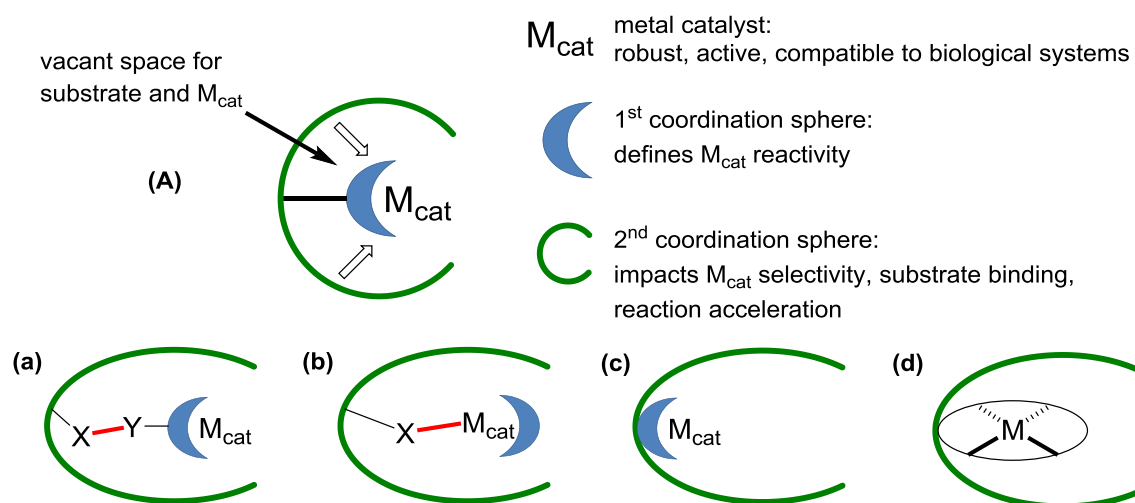 vacant space for
substrate and Mcat
(A)
Mcat
Mcat
metal catalyst:
robust, active, compatible to biological systems
1st coordination sphere:
defines Mcat reactivity
2nd coordination sphere:
impacts Mcat selectivity, substrate binding,
reaction acceleration
(a)
X Y Mcat
(b)
X Mcat
(c)
Mcat
(d)
M